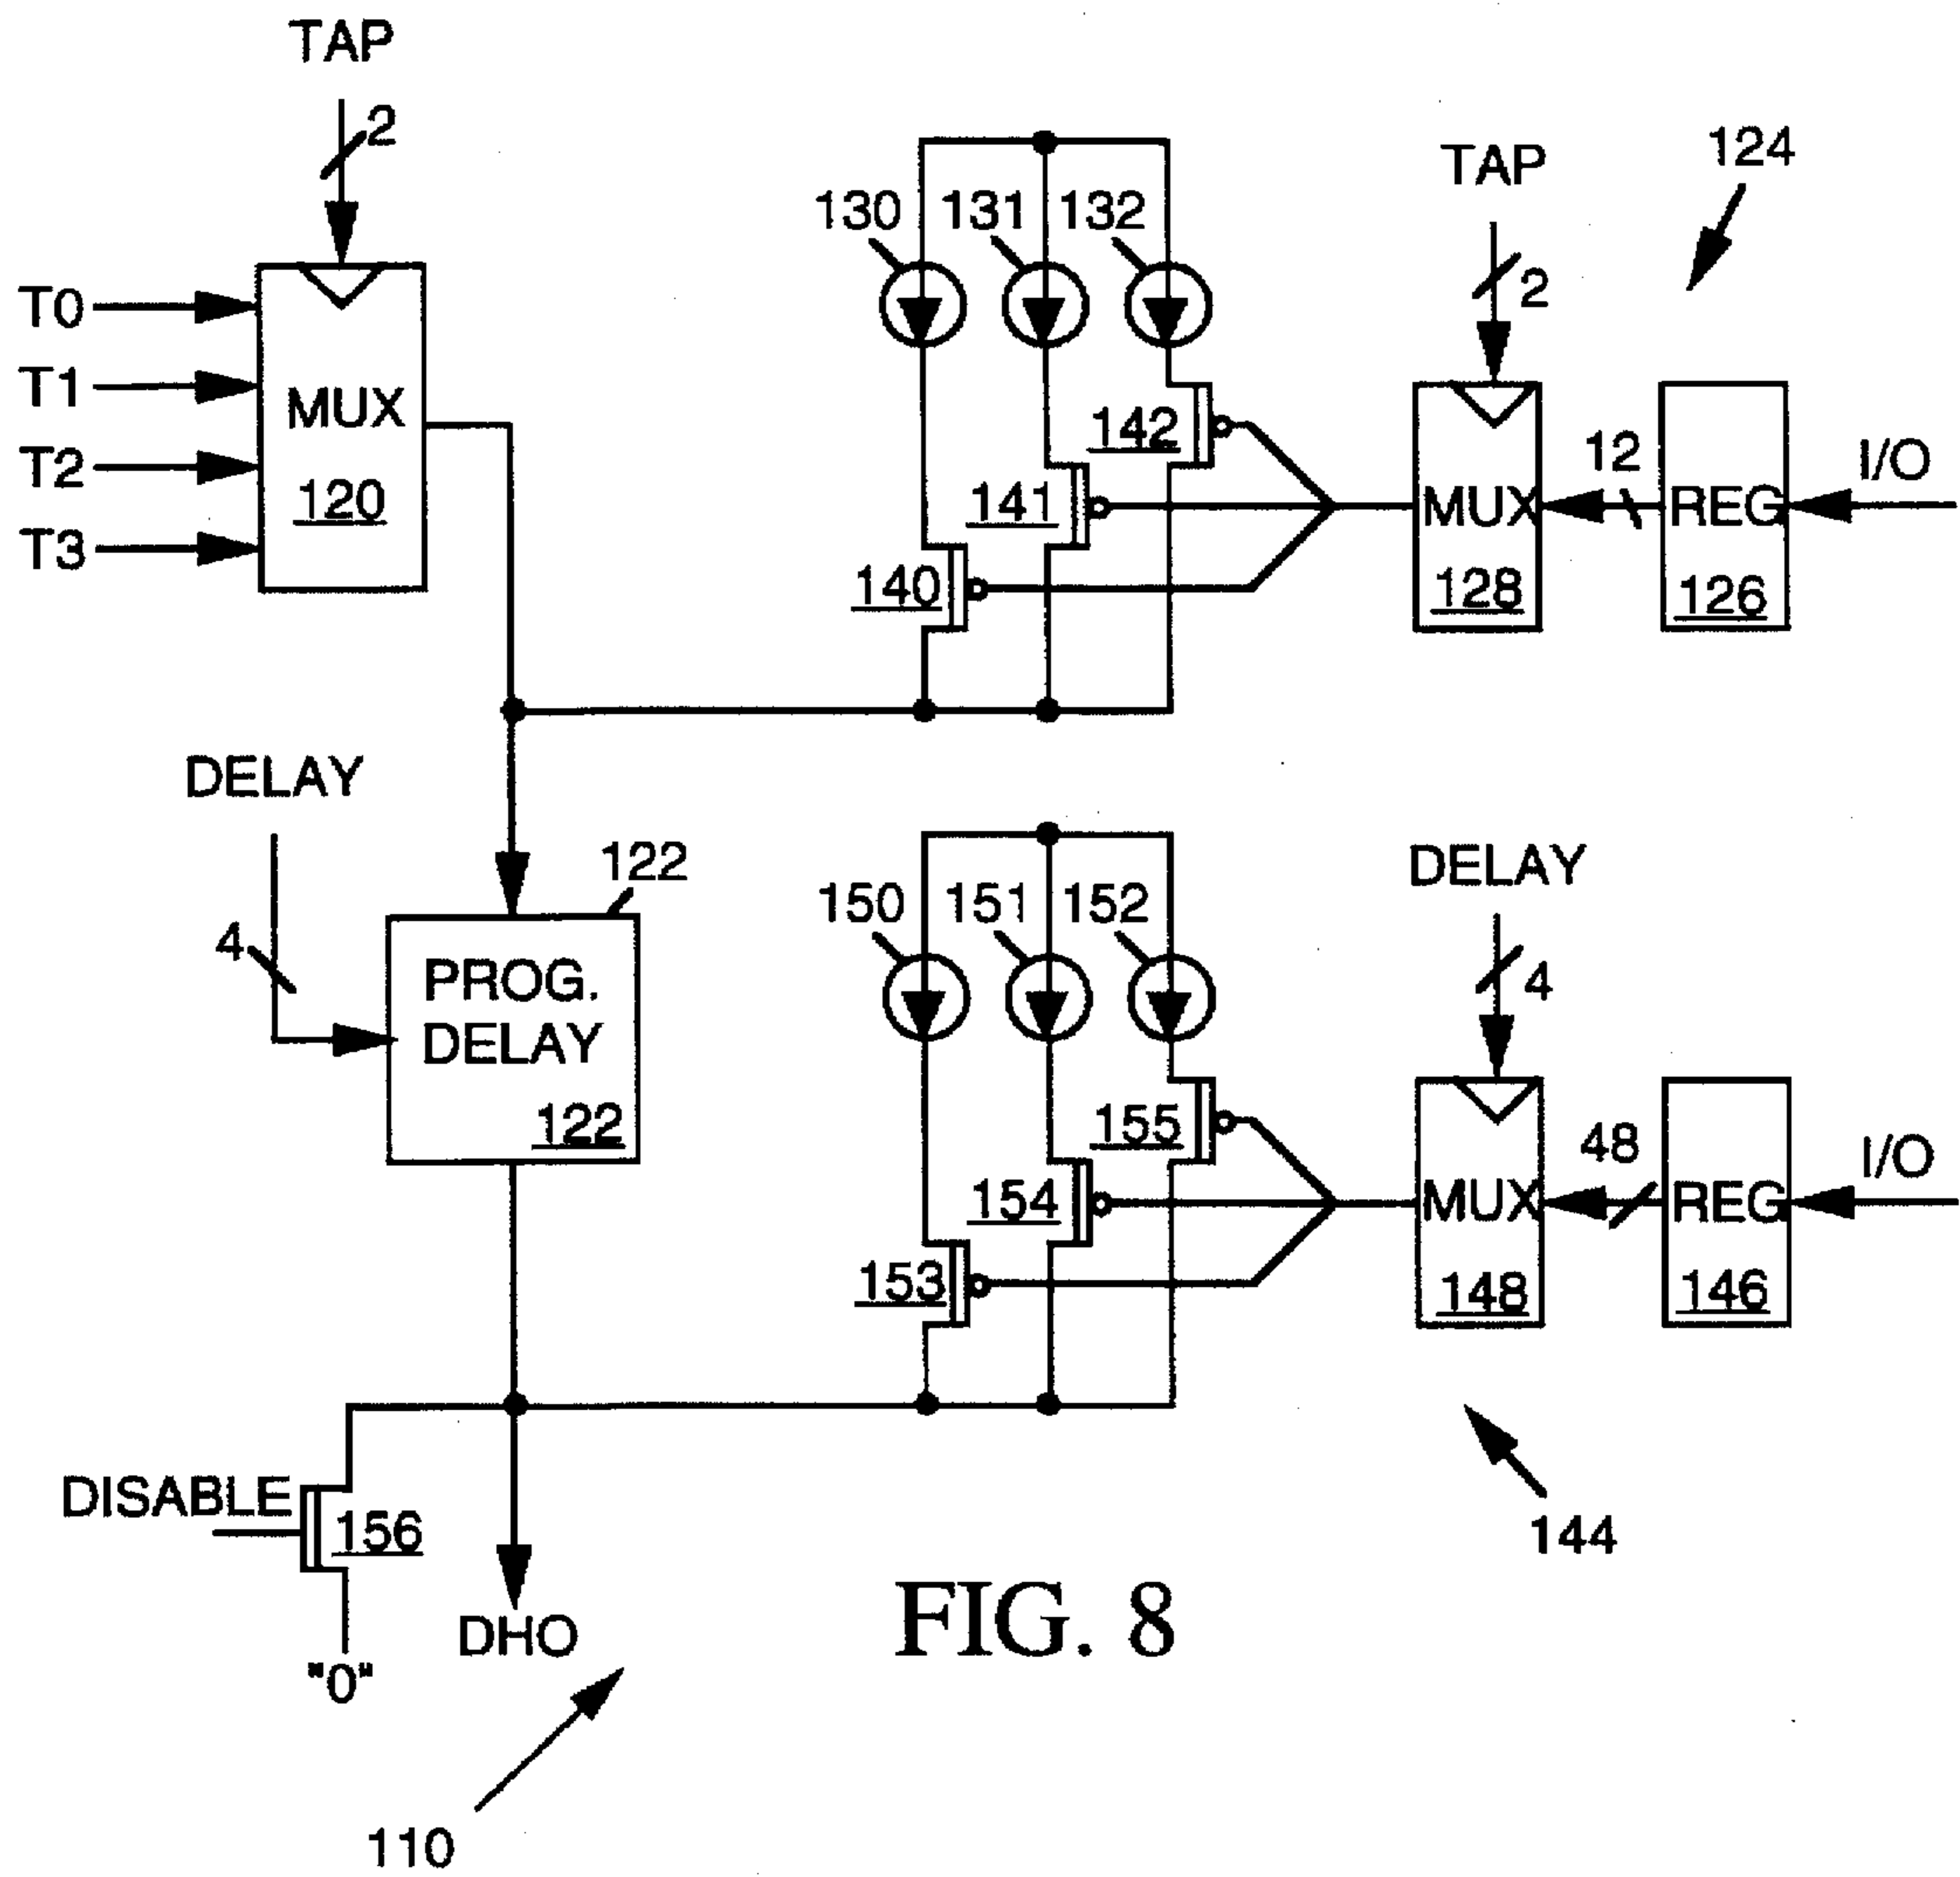 TAP
2
T0
T1
T2
T3
MUX
120
130 131 132
140
141
142
TAP
2
124
MUX
128
12
REG
126
I/O
DELAY
4
122
PROG.
DELAY
122
150 151 152
153
154
155
DELAY
4
MUX
148
48
REG
146
I/O
144
DISABLE
156
"0"
DHO
110
FIG. 8